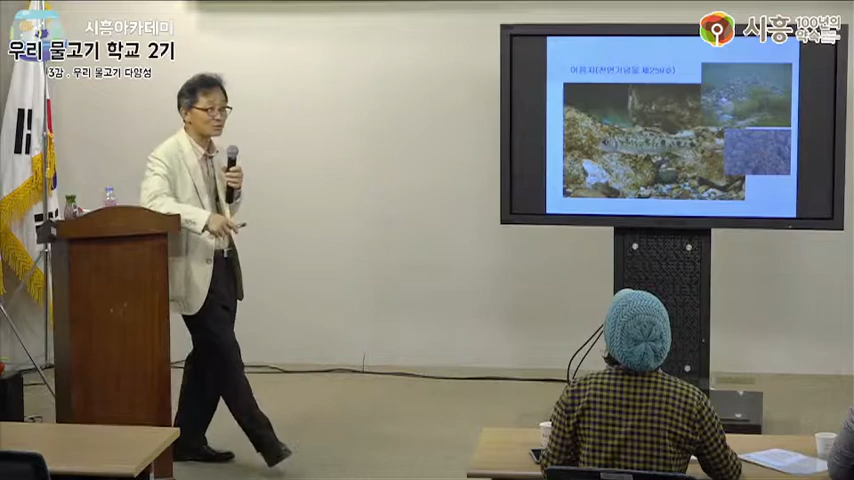 시흥아카데미
우리 물고기 학교 2기
3강. 우리 물고기 다양성
시흥 100년의
약속
어름치(천연기념물 제259호)